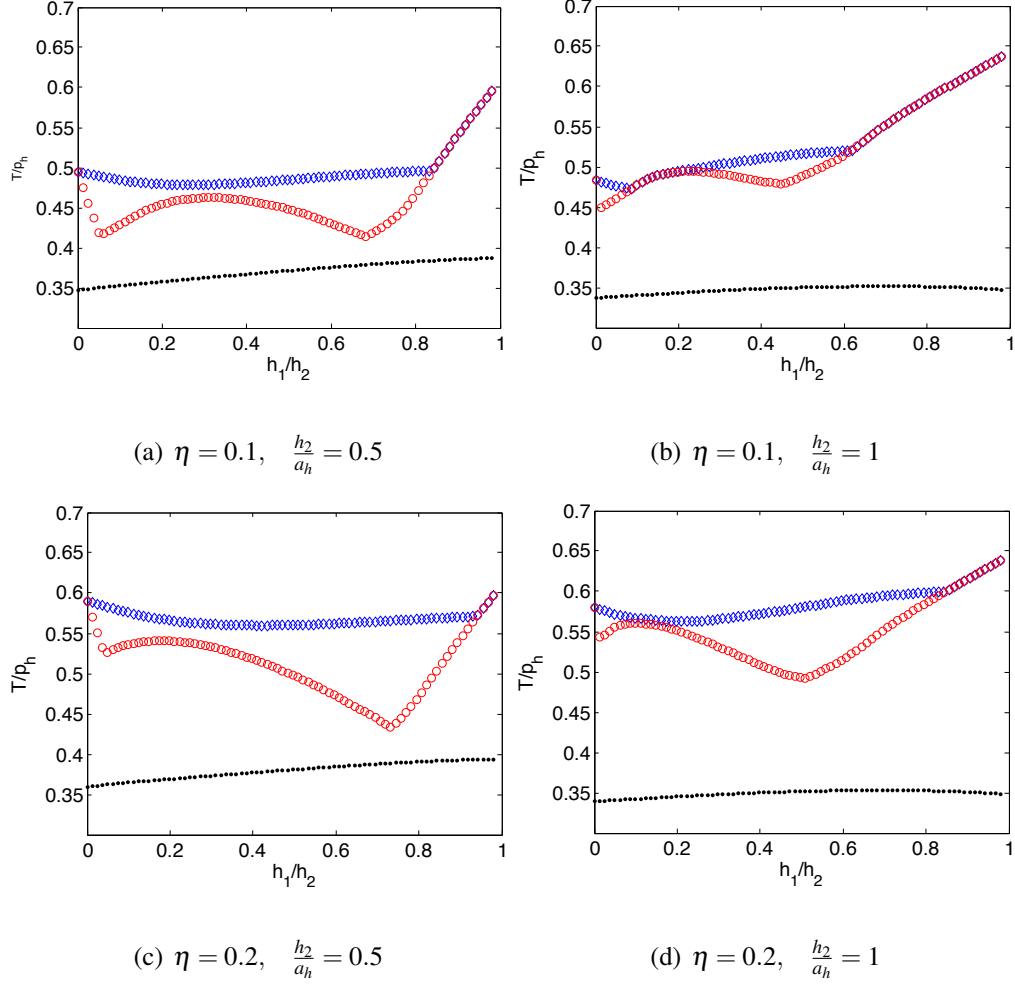 0.7
0.65
0.6
0.55
0.5
0.45
0.4
0.35
T/p_h
0 0.2 0.4 0.6 0.8 1
h_1/h_2
(a) η = 0.1, h_2/a_h = 0.5
0.7
0.65
0.6
0.55
0.5
0.45
0.4
0.35
T/p_h
0 0.2 0.4 0.6 0.8 1
h_1/h_2
(b) η = 0.1, h_2/a_h = 1
0.7
0.65
0.6
0.55
0.5
0.45
0.4
0.35
T/p_h
0 0.2 0.4 0.6 0.8 1
h_1/h_2
(c) η = 0.2, h_2/a_h = 0.5
0.7
0.65
0.6
0.55
0.5
0.45
0.4
0.35
T/p_h
0 0.2 0.4 0.6 0.8 1
h_1/h_2
(d) η = 0.2, h_2/a_h = 1